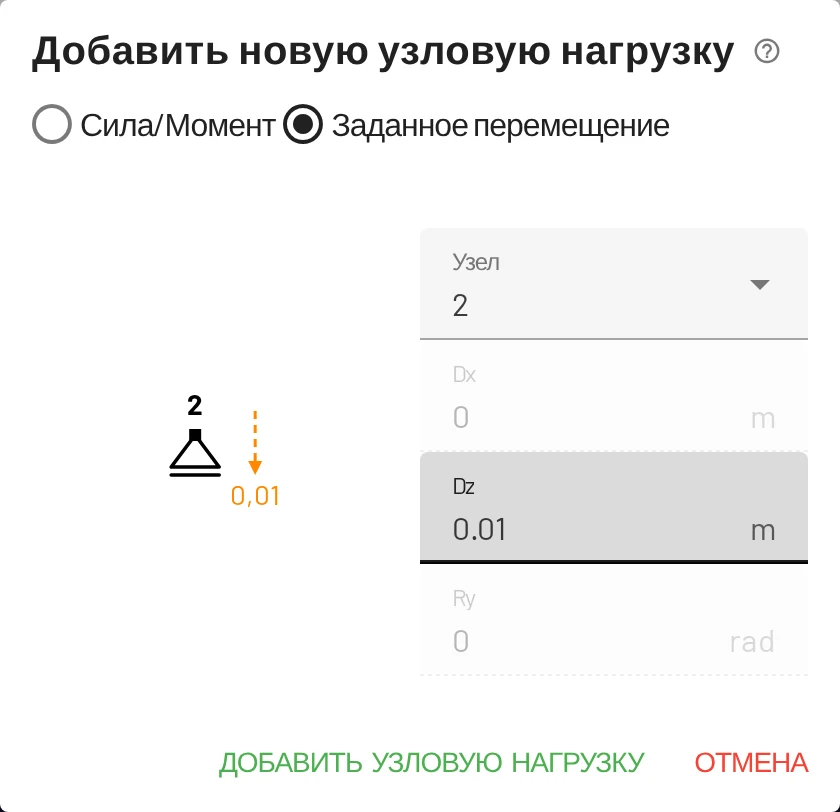 Добавить новую узловую нагрузку ?
Сила/Момент Заданное перемещение
Узел
2
Dx
0 m
2
Dz
0.01 m
0,01
Ry
0 rad
ДОБАВИТЬ УЗЛОВУЮ НАГРУЗКУ ОТМЕНА